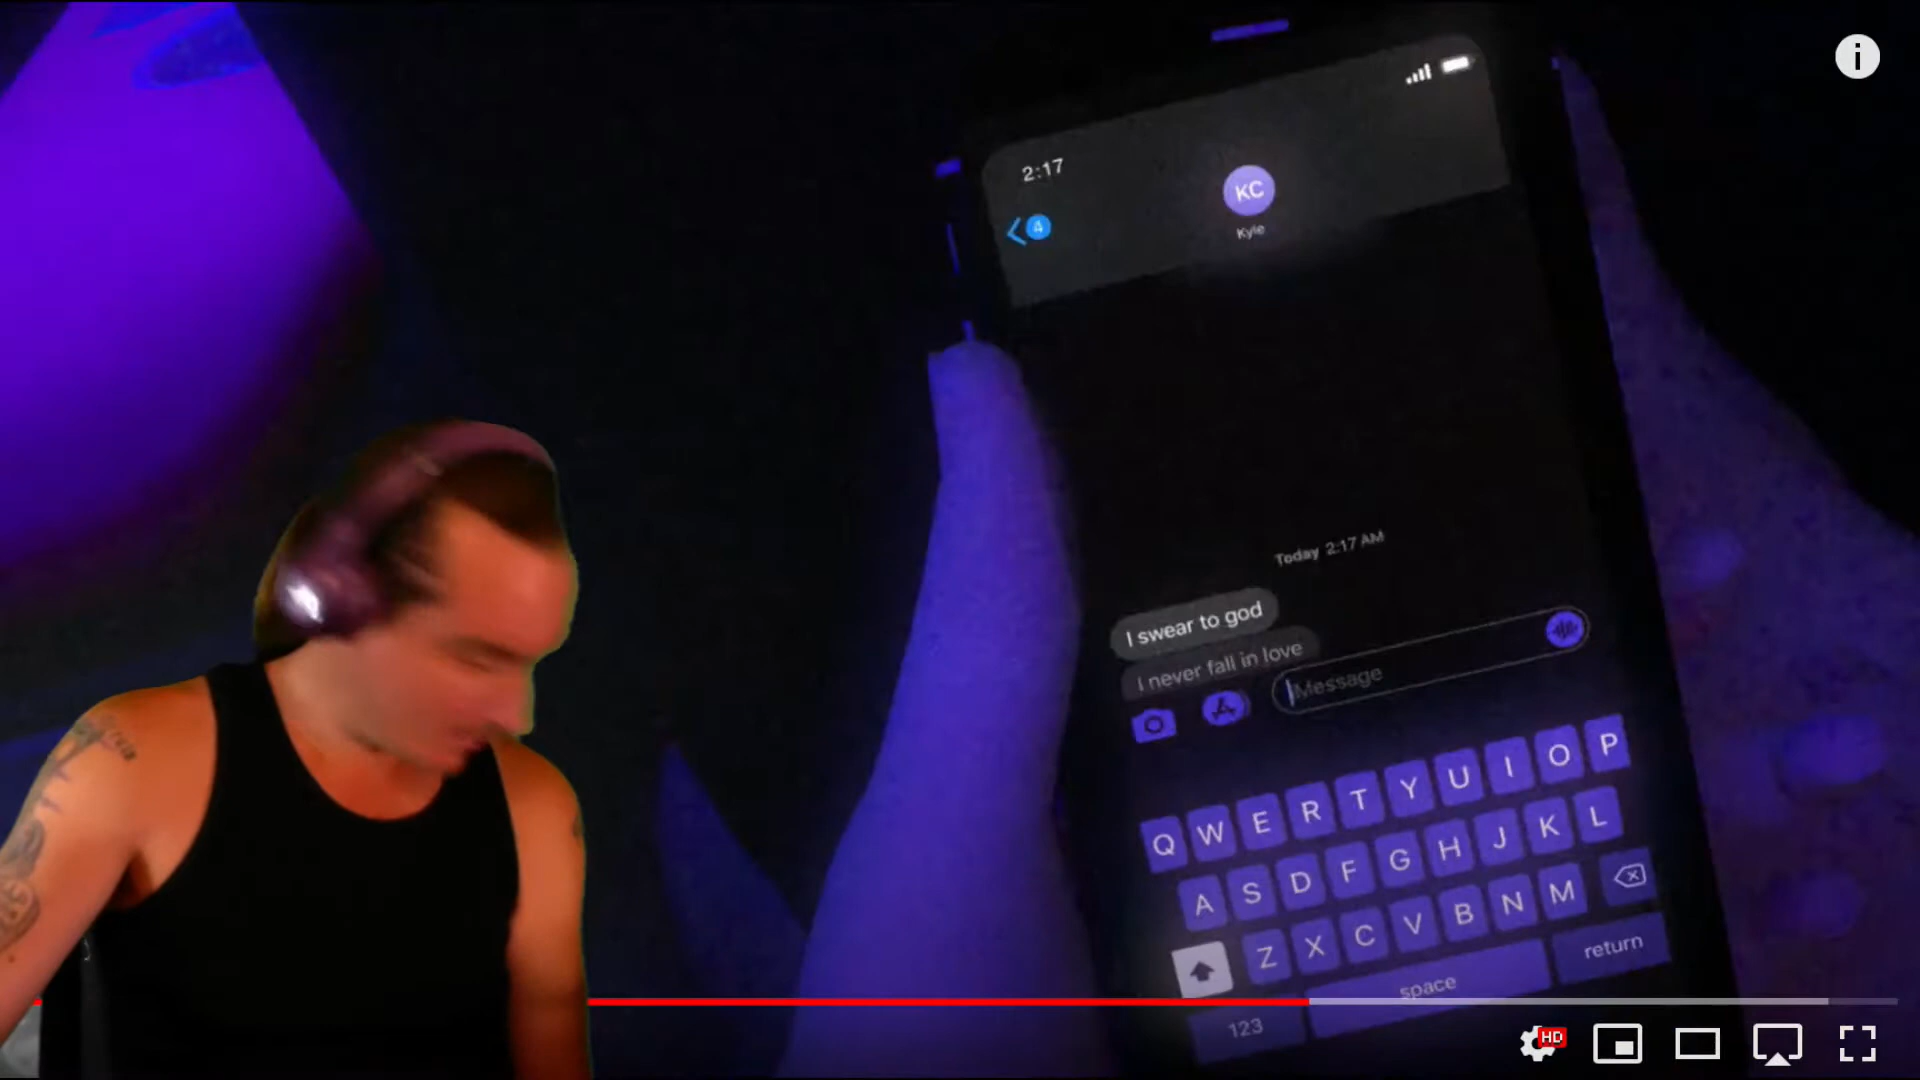 2:17
4
KC
Kyle
Today 2:17 AM
I swear to god
I never fall in love
Message
Q W E R T Y U I O P
A S D F G H J K L
Z X C V B N M
123
space
return
HD